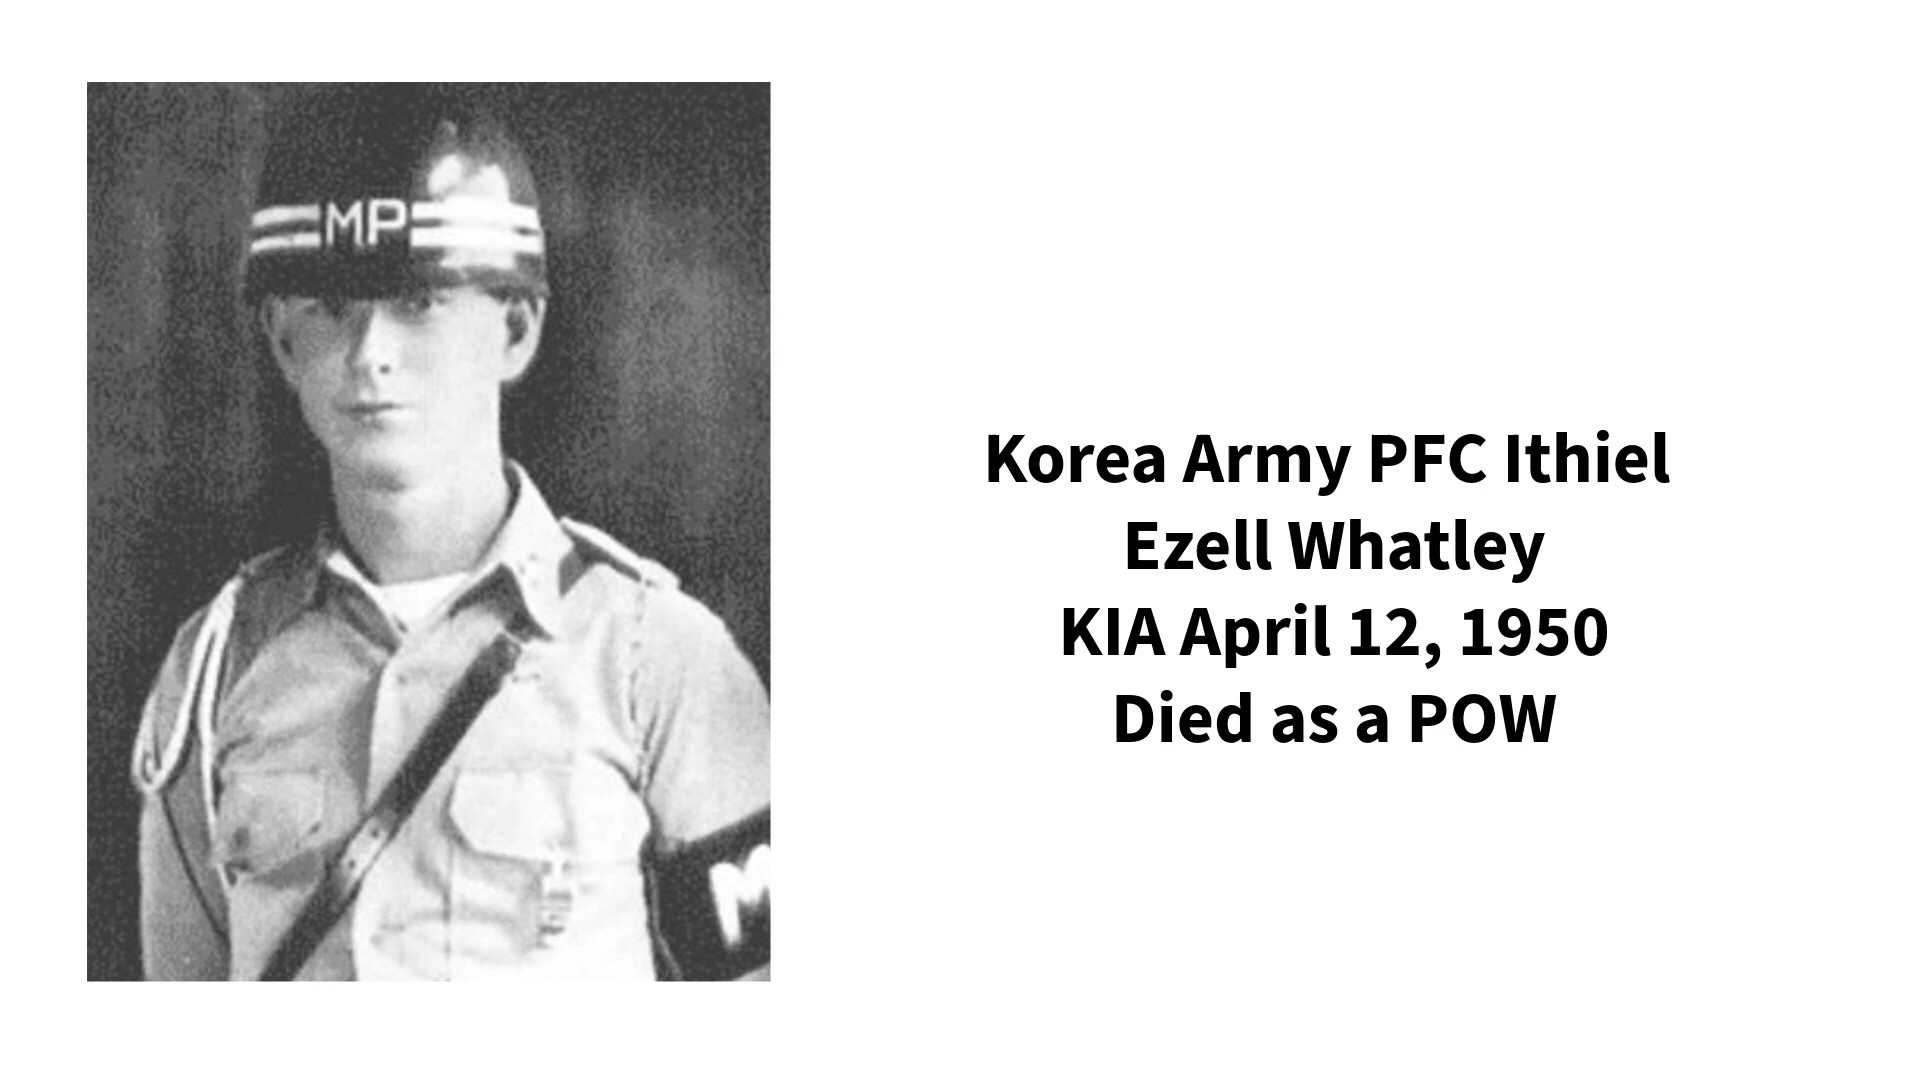 MP
M
Korea Army PFC Ithiel
Ezell Whatley
KIA April 12, 1950
Died as a POW